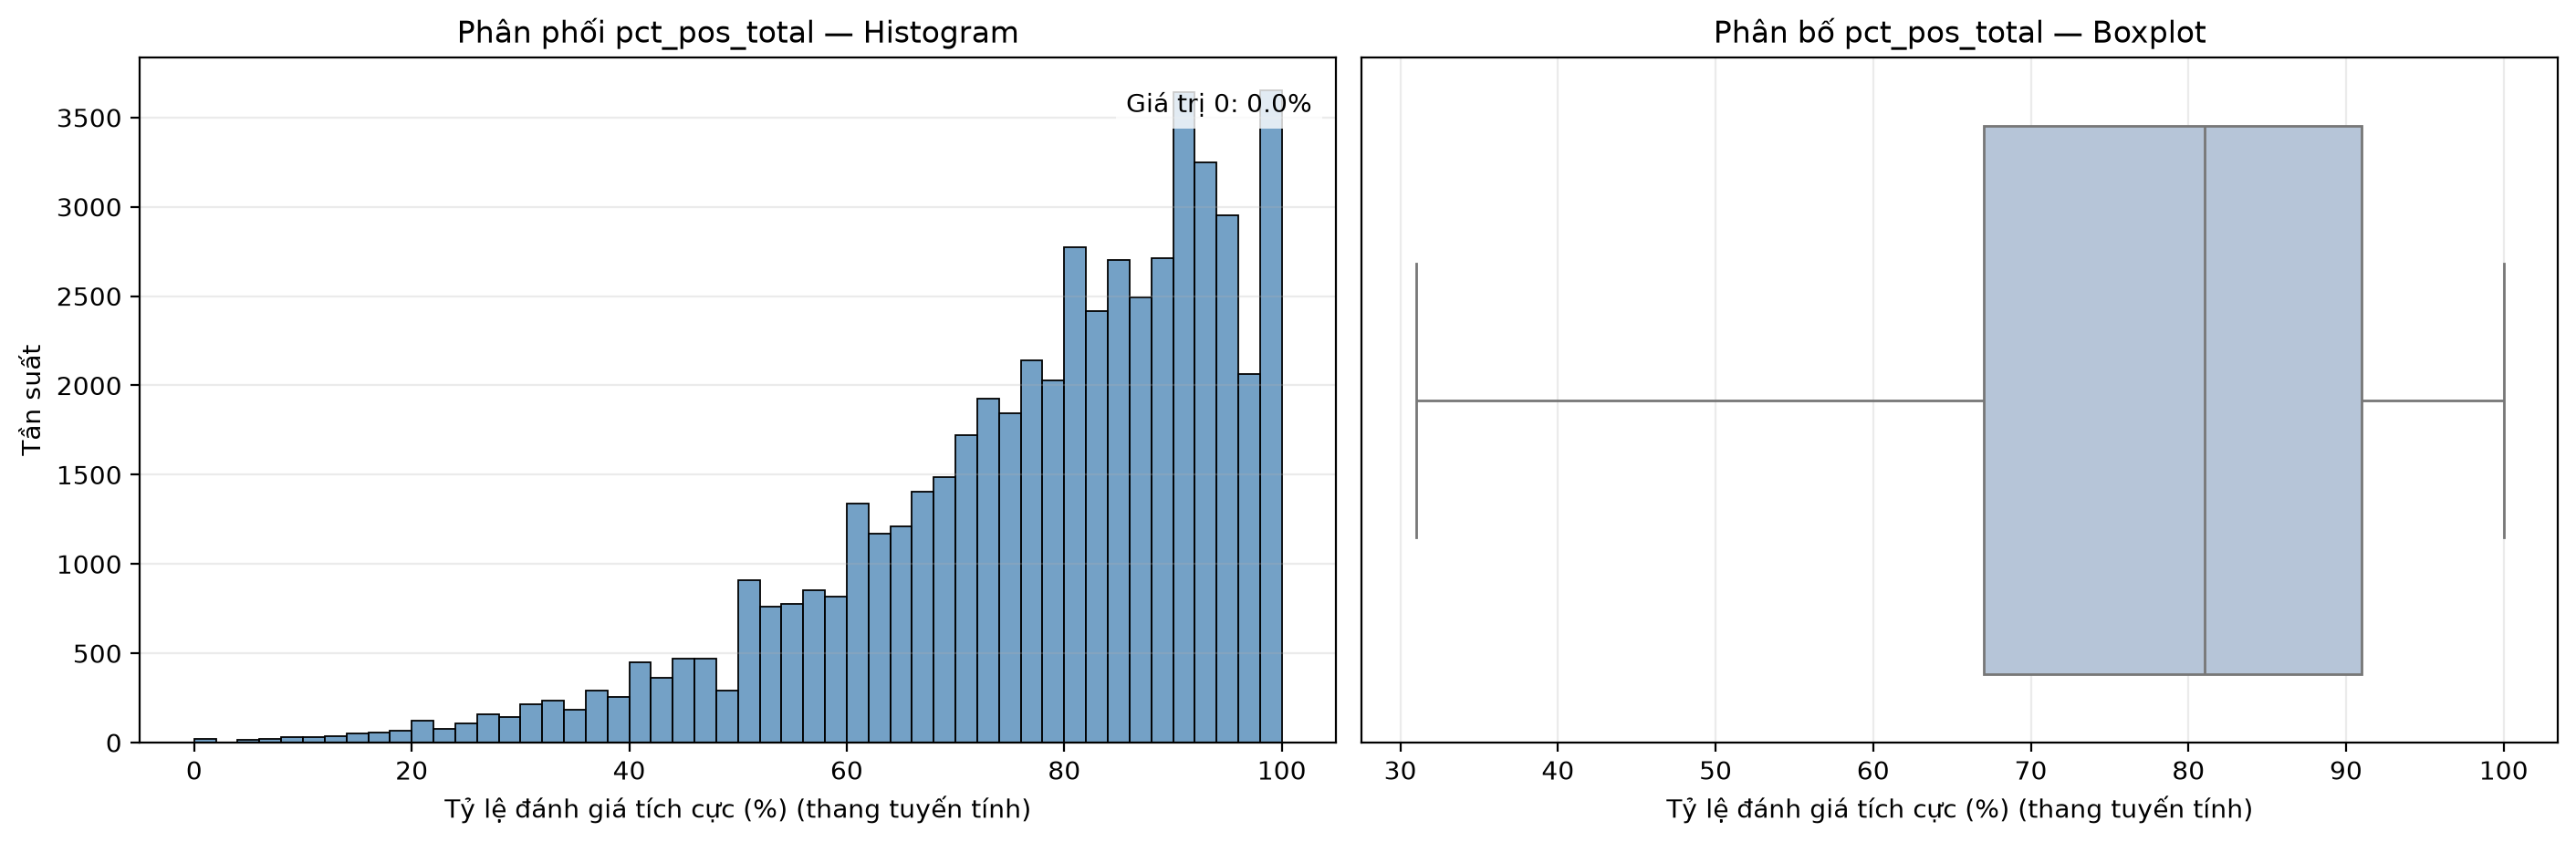 Phân phối pct_pos_total — Histogram
Giá trị 0: 0.0%
Tần suất
3500
3000
2500
2000
1500
1000
500
0
0 20 40 60 80 100
Tỷ lệ đánh giá tích cực (%) (thang tuyến tính)
Phân bố pct_pos_total — Boxplot
30 40 50 60 70 80 90 100
Tỷ lệ đánh giá tích cực (%) (thang tuyến tính)